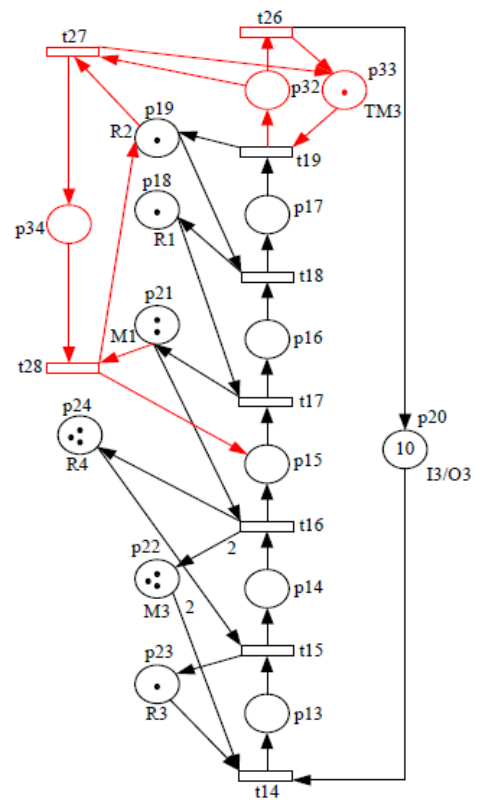 t26
t27
p33
p32
p19
TM3
R2
t19
p18
p17
p34
R1
t18
p21
M1
p16
t28
t17
p24
p20
10
p15
R4
I3/O3
t16
p22
2
p14
M3
2
p23
t15
R3
p13
t14